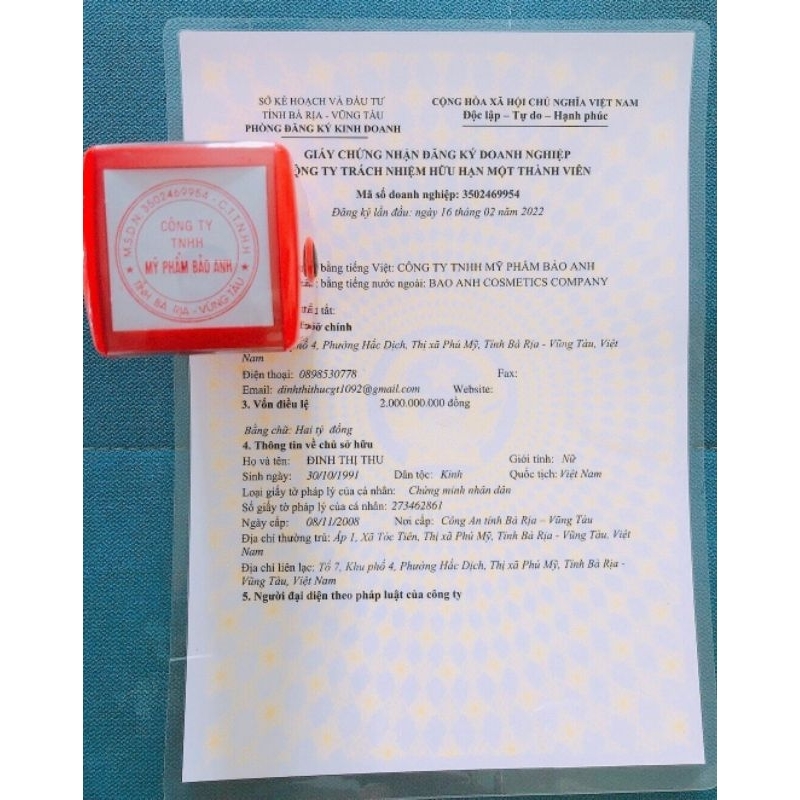 SỞ KẾ HOẠCH VÀ ĐẦU TƯ
TỈNH BÀ RỊA - VŨNG TÀU
PHÒNG ĐĂNG KÝ KINH DOANH
CỘNG HÒA XÃ HỘI CHỦ NGHĨA VIỆT NAM
Độc lập – Tự do – Hạnh phúc
GIẤY CHỨNG NHẬN ĐĂNG KÝ DOANH NGHIỆP
TY TRÁCH NHIỆM HỮU HẠN MỘT THÀNH VIÊN
Mã số doanh nghiệp: 3502469954
Đăng ký lần đầu: ngày 16 tháng 02 năm 2022
M.S.D.N: 3502469954 - C.T.T.N.H.H
CÔNG TY
TNHH
MỸ PHẨM BẢO ANH
TỈNH BÀ RỊA - VŨNG TÀU
bằng tiếng Việt: CÔNG TY TNHH MỸ PHẨM BẢO ANH
bằng tiếng nước ngoài: BAO ANH COSMETICS COMPANY
tắt:
sở chính
phố 4, Phường Hắc Dịch, Thị xã Phú Mỹ, Tỉnh Bà Rịa - Vũng Tàu, Việt
Nam
Điện thoại: 0898530778 Fax:
Email: dinhthithucgt1092@gmail.com Website:
3. Vốn điều lệ 2.000.000.000 đồng
Bằng chữ: Hai tỷ đồng
4. Thông tin về chủ sở hữu
Họ và tên: ĐINH THỊ THU Giới tính: Nữ
Sinh ngày: 30/10/1991 Dân tộc: Kinh Quốc tịch: Việt Nam
Loại giấy tờ pháp lý của cá nhân: Chứng minh nhân dân
Số giấy tờ pháp lý của cá nhân: 273462861
Ngày cấp: 08/11/2008 Nơi cấp: Công An tỉnh Bà Rịa – Vũng Tàu
Địa chỉ thường trú: Ấp 1, Xã Tóc Tiên, Thị xã Phú Mỹ, Tỉnh Bà Rịa - Vũng Tàu, Việt
Nam
Địa chỉ liên lạc: Tổ 7, Khu phố 4, Phường Hắc Dịch, Thị xã Phú Mỹ, Tỉnh Bà Rịa -
Vũng Tàu, Việt Nam
5. Người đại diện theo pháp luật của công ty